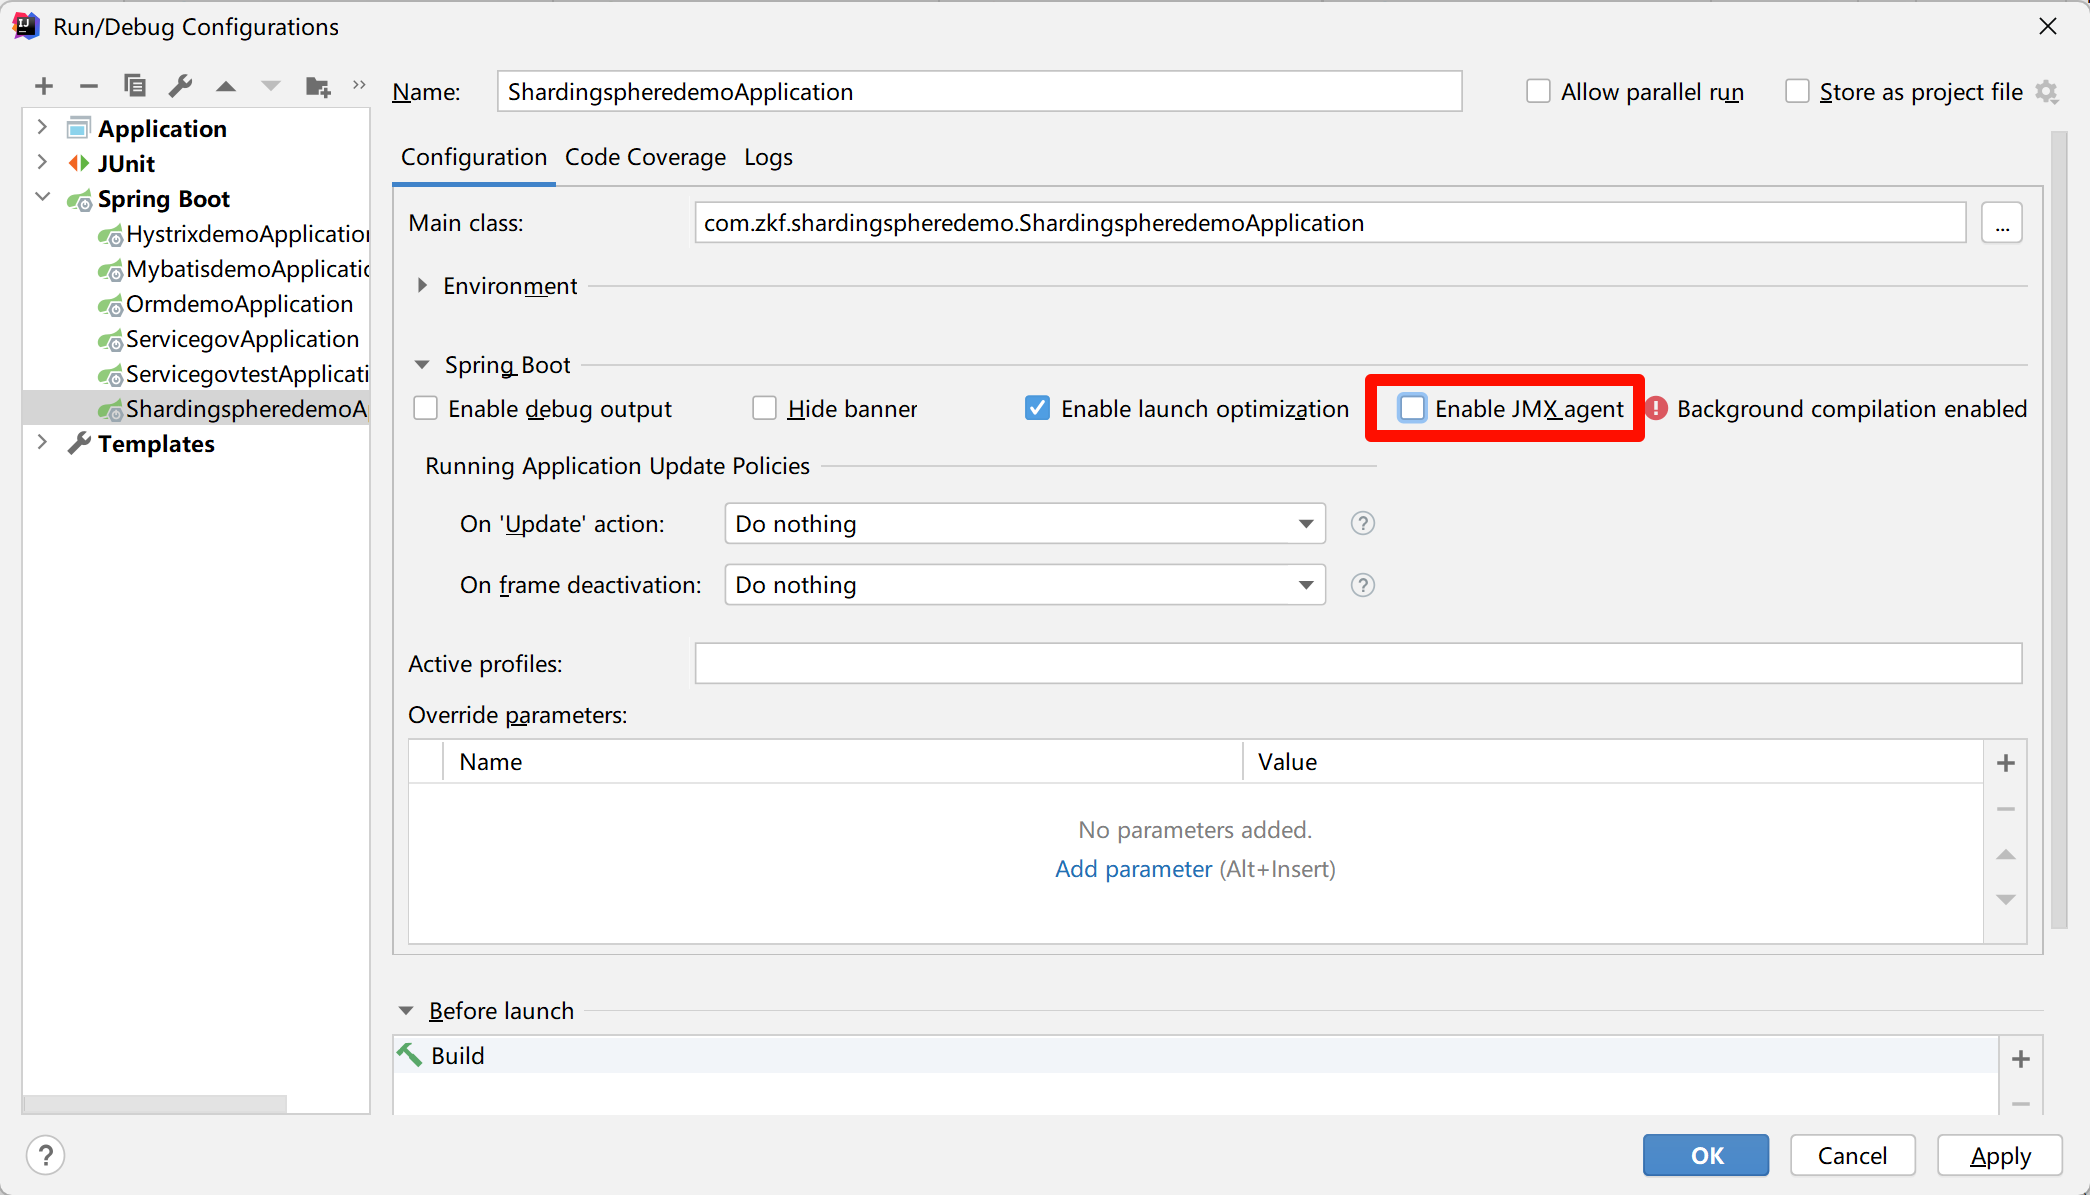 Run/Debug Configurations
Name: ShardingspheredemoApplication Allow parallel run Store as project file
Application
JUnit
Spring Boot
HystrixdemoApplication
MybatisdemoApplicatic
OrmdemoApplication
ServicegovApplication
ServicegovtestApplicati
ShardingspheredemoAp
Templates
Configuration Code Coverage Logs
Main class: com.zkf.shardingspheredemo.ShardingspheredemoApplication ...
Environment
Spring Boot
Enable debug output Hide banner Enable launch optimization Enable JMX agent Background compilation enabled
Running Application Update Policies
On 'Update' action: Do nothing ?
On frame deactivation: Do nothing ?
Active profiles:
Override parameters:
Name Value
No parameters added.
Add parameter (Alt+Insert)
Before launch
Build
? OK Cancel Apply